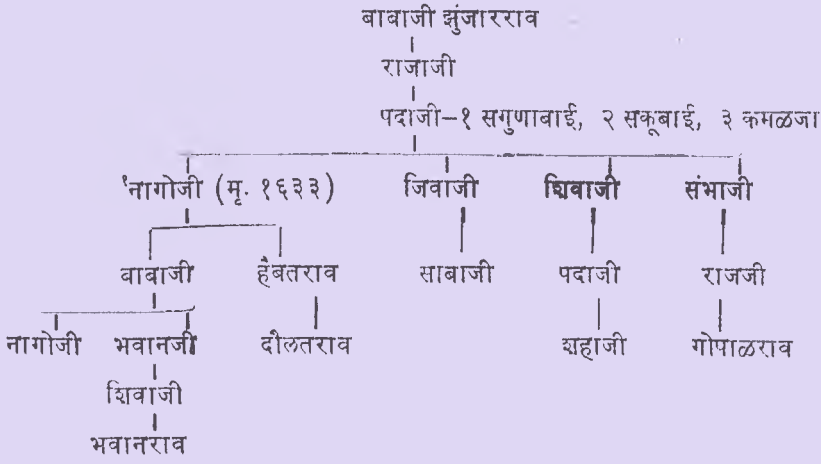 बाबाजी झुंजारराव
राजाजी
पदाजी–१ सगुणाबाई, २ सकूबाई, ३ कमळजा
'नागोजी (मृ. १६३३) जिवाजी शिवाजी संभाजी
बाबाजी हैबतराव साबाजी पदाजी राजजी
नागोजी भवानजी दौलतराव शहाजी गोपाळराव
शिवाजी
भवानराव